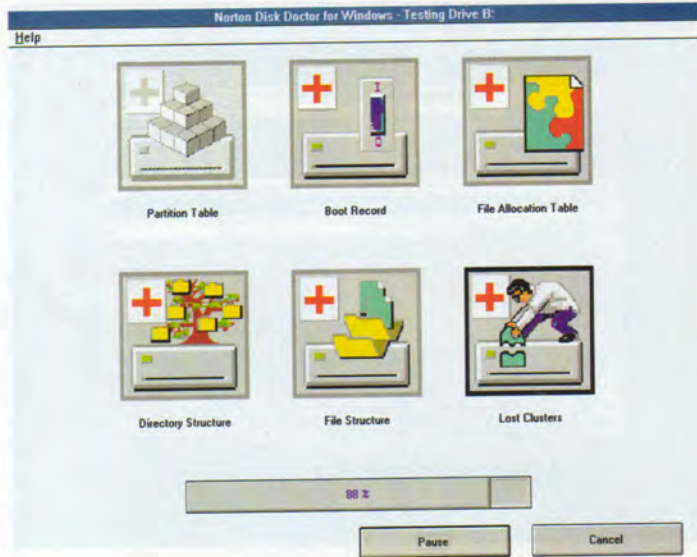 Norton Disk Doctor for Windows - Testing Drive B:
Help
Partition Table
Boot Record
File Allocation Table
Directory Structure
File Structure
Lost Clusters
88 %
Pause
Cancel